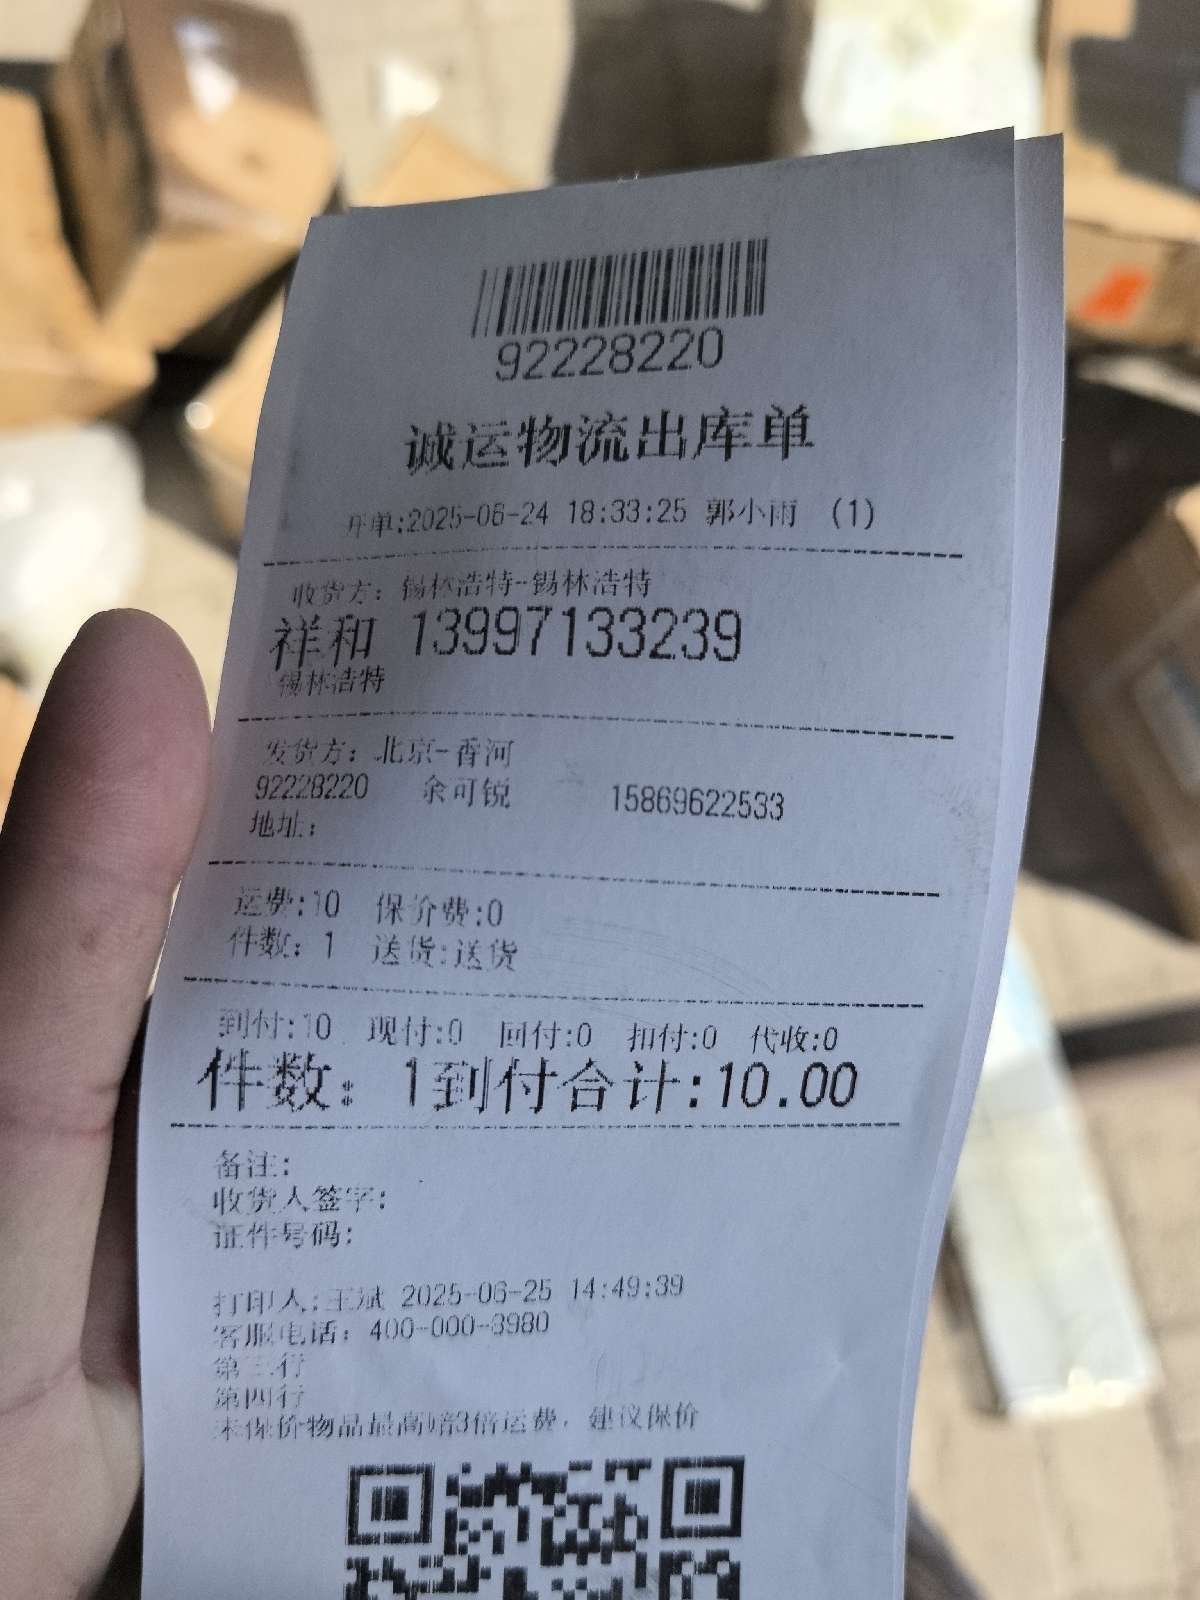 92228220
诚运物流出库单
开单:2025-06-24 18:33:25 郭小雨 (1)
收货方: 锡林浩特-锡林浩特
祥和 13997133239
锡林浩特
发货方: 北京-香河
92228220 余可锐 15869622533
地址:
运费:10 保价费:0
件数: 1 送货:送货
到付:10 现付:0 回付:0 扣付:0 代收:0
件数: 1到付合计:10.00
备注:
收货人签字:
证件号码:
打印人:王斌 2025-06-25 14:49:39
客服电话: 400-000-8980
第三行
第四行
未保价物品最高赔3倍运费，建议保价